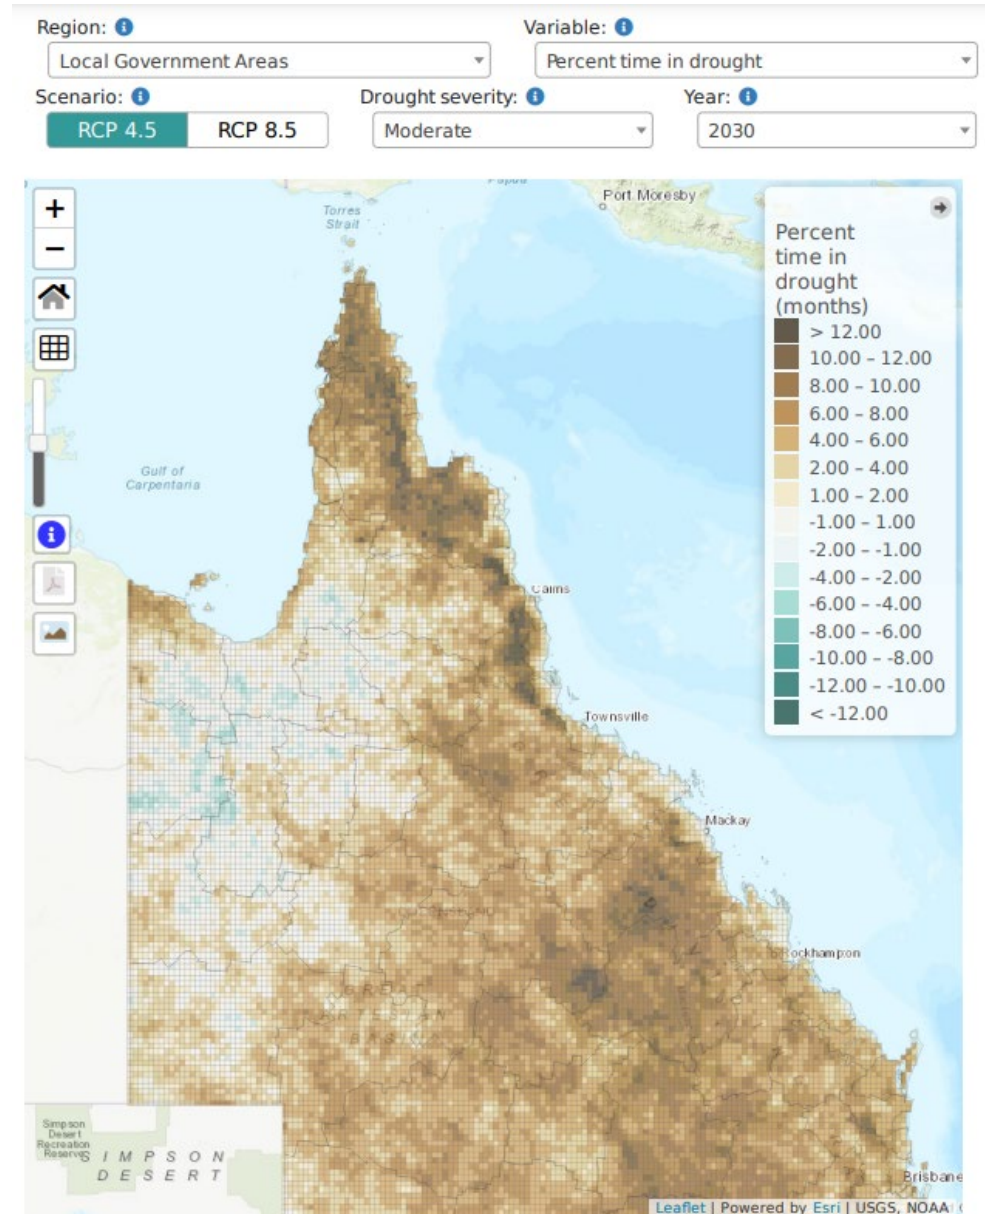 Region:
Variable:
Local Government Areas
Percent time in drought
Scenario:
Drought severity:
Year:
RCP 4.5
RCP 8.5
Moderate
2030
+
−
Port Moresby
Torres
Strait
Gulf of
Carpentaria
Cairns
Townsville
Mackay
Rockhampton
Brisbane
Percent
time in
drought
(months)
> 12.00
10.00 – 12.00
8.00 – 10.00
6.00 – 8.00
4.00 – 6.00
2.00 – 4.00
1.00 – 2.00
-1.00 – 1.00
-2.00 – -1.00
-4.00 – -2.00
-6.00 – -4.00
-8.00 – -6.00
-10.00 – -8.00
-12.00 – -10.00
< -12.00
Simpson
Desert
Recreation
Reserve
SIMPSON
DESERT
Leaflet | Powered by Esri | USGS, NOAA